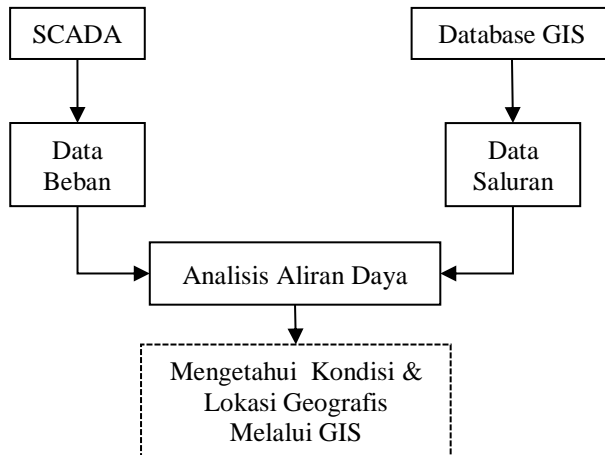 SCADA
Database GIS
Data
Beban
Data
Saluran
Analisis Aliran Daya
Mengetahui Kondisi &
Lokasi Geografis
Melalui GIS